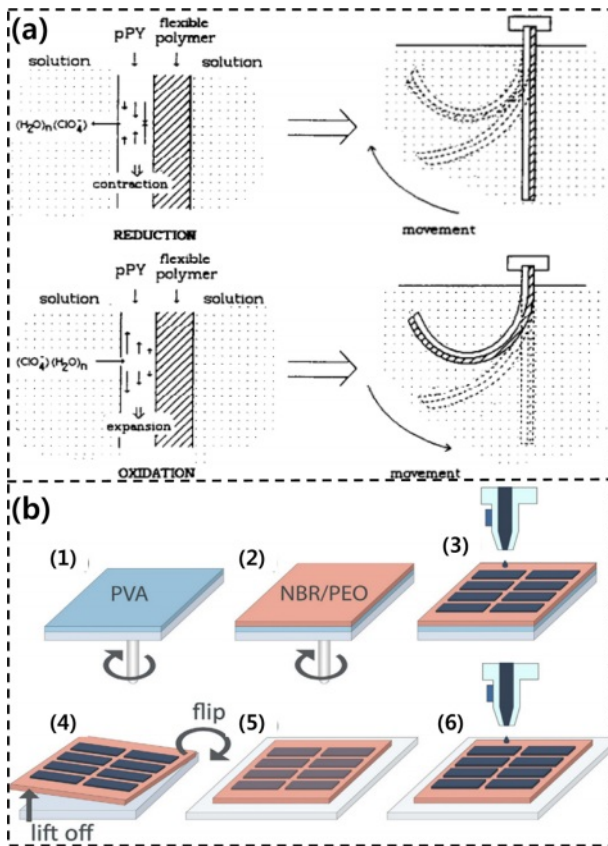 (a)
pPY
flexible
polymer
solution
solution
(H₂O)ₙ(ClO₄⁻)
contraction
REDUCTION
movement
pPY
flexible
polymer
solution
solution
(ClO₄⁻)(H₂O)ₙ
expansion
OXIDATION
movement
(b)
(1)
PVA
(2)
NBR/PEO
(3)
(4)
flip
lift off
(5)
(6)